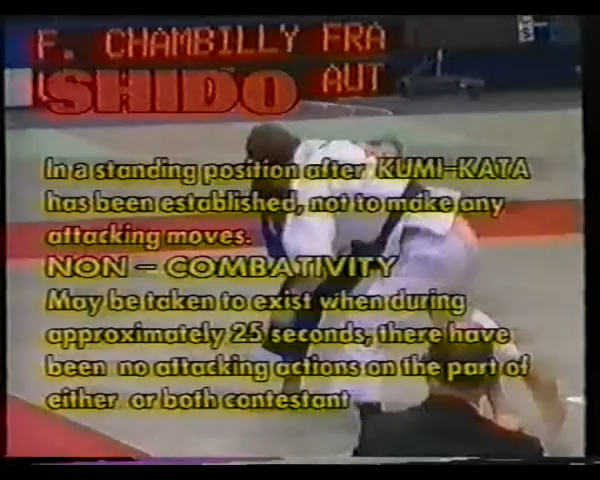 F. CHAMBILLY FRA
SHIDO AUT
In a standing position after KUMI-KATA
has been established, not to make any
attacking moves.
NON - COMBATIVITY
May be taken to exist when during
approximately 25 seconds, there have
been no attacking actions on the part of
either or both contestant